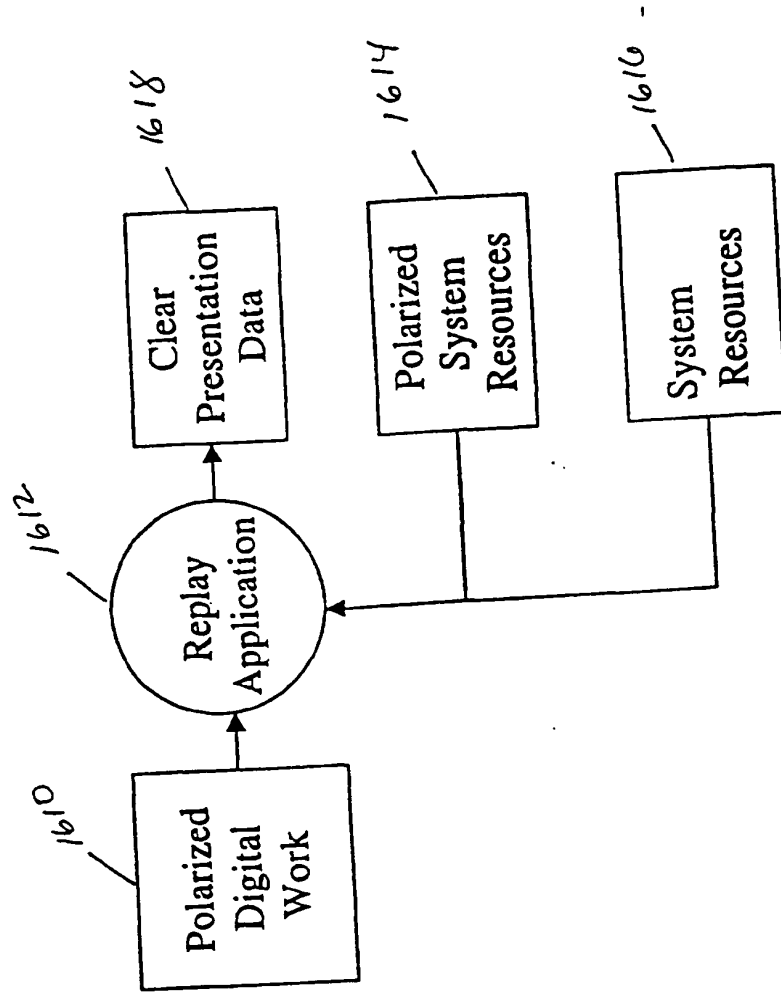 1610
Polarized
Digital
Work
1612
Replay
Application
1618
Clear
Presentation
Data
1614
Polarized
System
Resources
1616
System
Resources